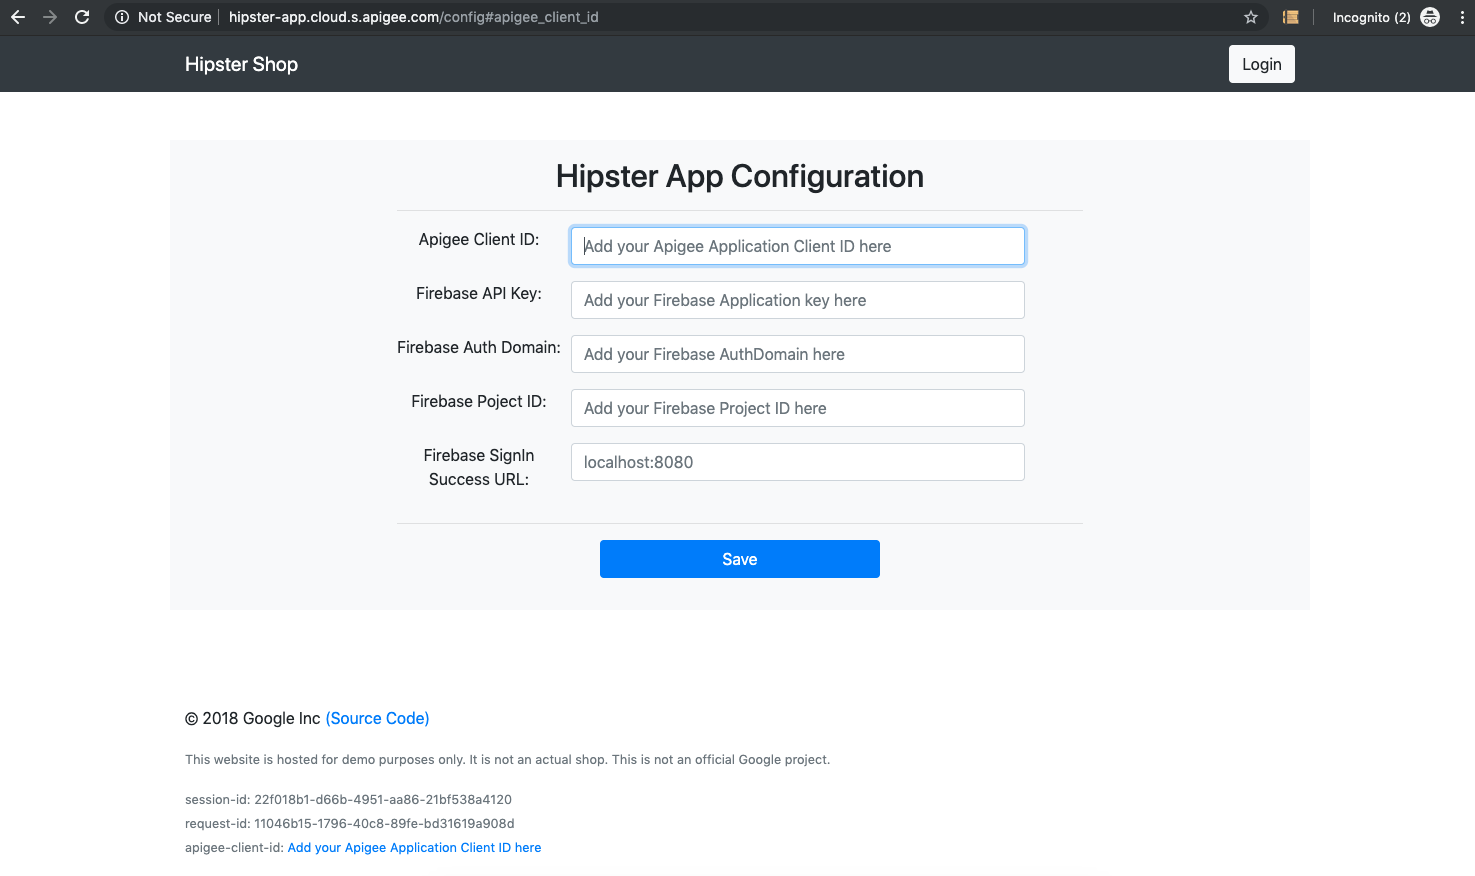 Not Secure
hipster-app.cloud.s.apigee.com/config#apigee_client_id
Incognito (2)
Hipster Shop
Login
Hipster App Configuration
Apigee Client ID:
Add your Apigee Application Client ID here
Firebase API Key:
Add your Firebase Application key here
Firebase Auth Domain:
Add your Firebase AuthDomain here
Firebase Poject ID:
Add your Firebase Project ID here
Firebase SignIn
Success URL:
localhost:8080
Save
© 2018 Google Inc (Source Code)
This website is hosted for demo purposes only. It is not an actual shop. This is not an official Google project.
session-id: 22f018b1-d66b-4951-aa86-21bf538a4120
request-id: 11046b15-1796-40c8-89fe-bd31619a908d
apigee-client-id: Add your Apigee Application Client ID here